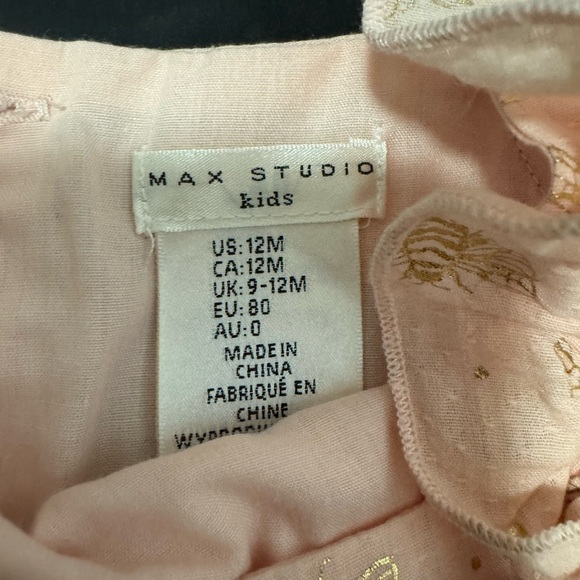 MAX STUDIO
kids
US:12M
CA:12M
UK:9-12M
EU:80
AU:0
MADE IN
CHINA
FABRIQUÉ EN
CHINE